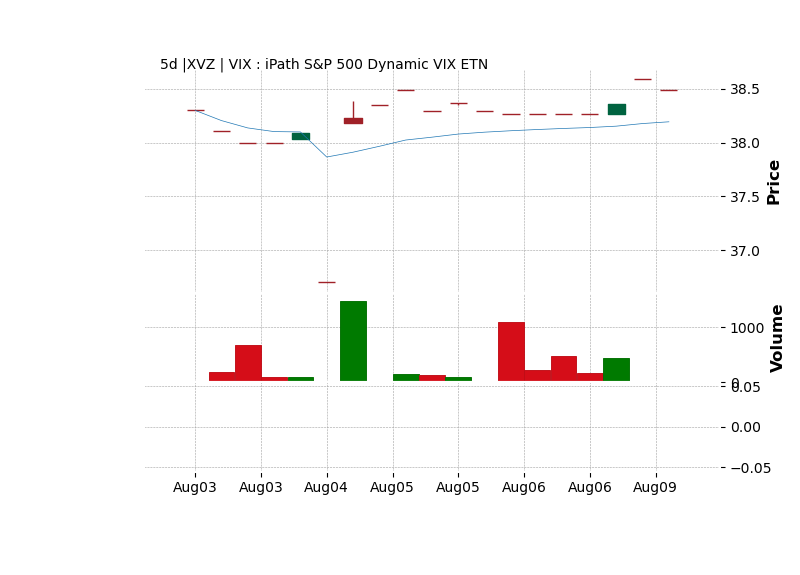 5d |XVZ | VIX : iPath S&P 500 Dynamic VIX ETN
38.5
38.0
37.5
37.0
Price
1000
0
Volume
0.05
0.00
−0.05
Aug03 Aug03 Aug04 Aug05 Aug05 Aug06 Aug06 Aug09